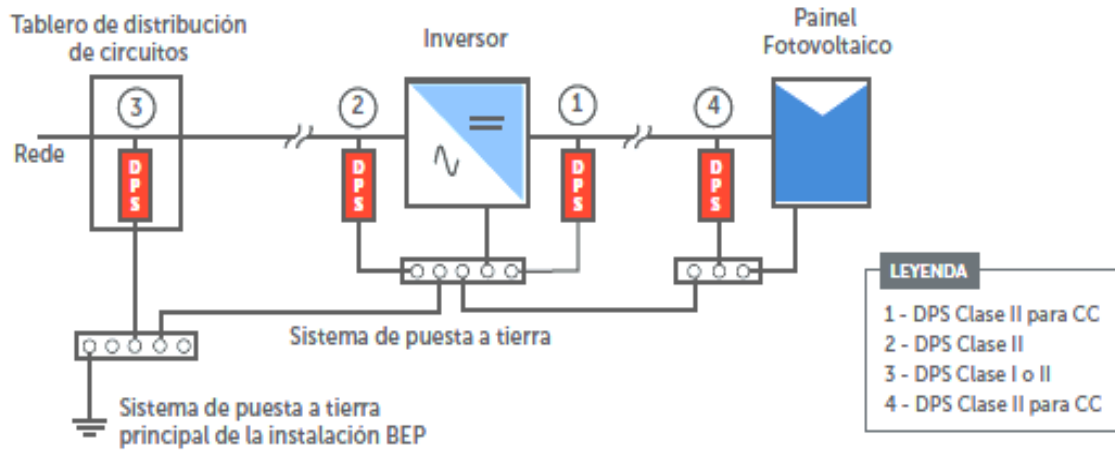 Tablero de distribución
de circuitos
Inversor
Painel
Fotovoltaico
3
2
1
4
Rede
DPS
DPS
DPS
DPS
LEYENDA
1 - DPS Clase II para CC
2 - DPS Clase II
3 - DPS Clase I o II
4 - DPS Clase II para CC
Sistema de puesta a tierra
Sistema de puesta a tierra
principal de la instalación BEP